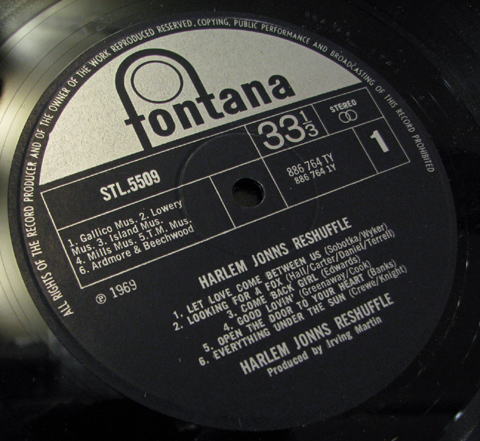 ALL RIGHTS OF THE RECORD PRODUCER AND OF THE OWNER OF THE WORK REPRODUCED RESERVED. COPYING, PUBLIC PERFORMANCE AND BROADCASTING OF THIS RECORD PROHIBITED
fontana
33 1/3
STEREO
1
STL.5509
886 764 TY
886 764 1Y
1. Gallico Mus. 2. Lowery
Mus. 3. Island Mus.
4. Mills Mus. 5.T.M. Mus.
6. Ardmore & Beechwood
℗ 1969
HARLEM JONNS RESHUFFLE
1. LET LOVE COME BETWEEN US (Sobotka/Wyker)
2. LOOKING FOR A FOX (Hall/Carter/Daniel/Terrell)
3. COME BACK GIRL (Edwards)
4. GOOD LOVIN' (Greenaway/Cook)
5. OPEN THE DOOR TO YOUR HEART (Banks)
6. EVERYTHING UNDER THE SUN (Crewe/Knight)
HARLEM JONNS RESHUFFLE
Produced by Irving Martin